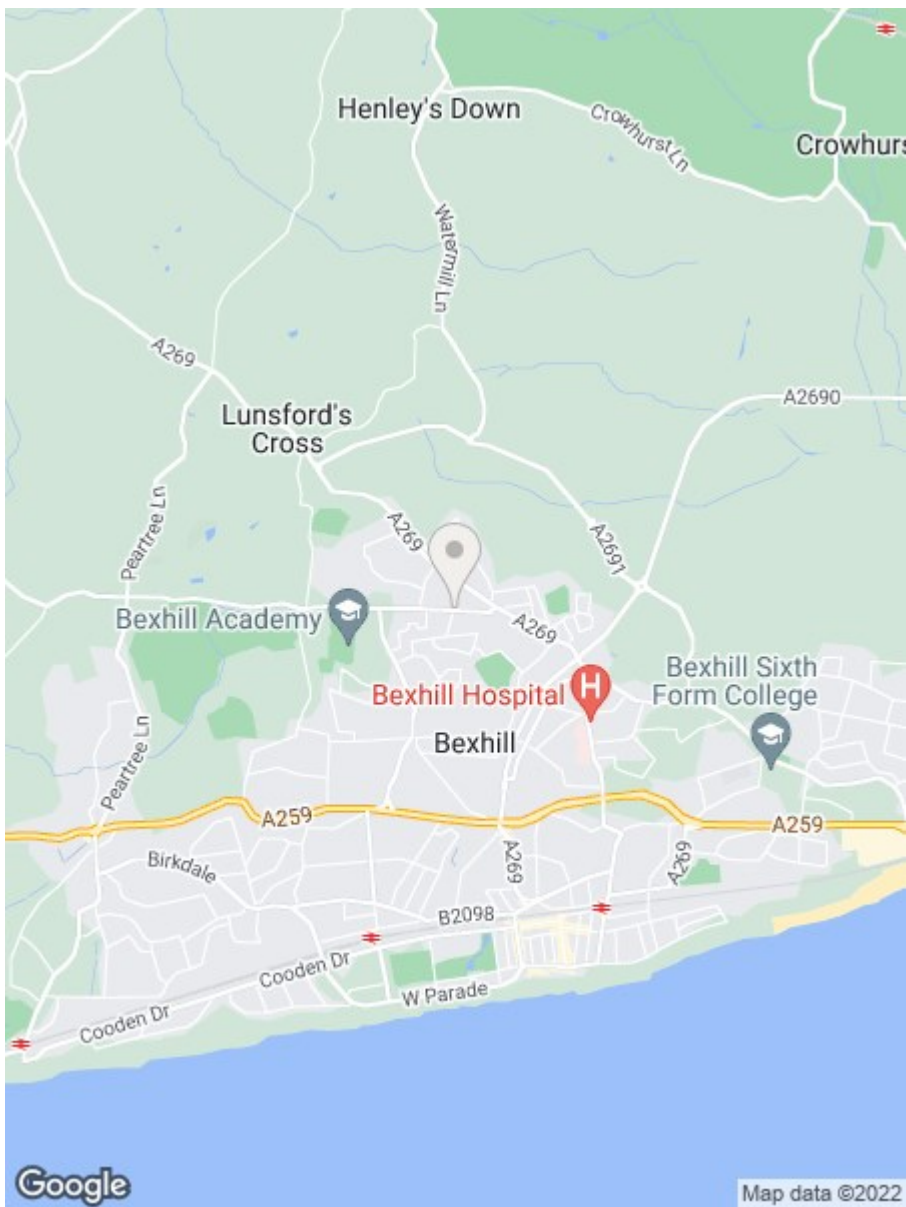 Henley's Down
Crowhurst Ln
Crowhurs
Watermill Ln
A269
A2690
Lunsford's
Cross
Peartree Ln
A269
A2691
Bexhill Academy
A269
Bexhill Sixth
Form College
Bexhill Hospital
H
Peartree Ln
Bexhill
A259
A259
Birkdale
A269
A269
B2098
Cooden Dr
W Parade
Cooden Dr
Google
Map data ©2022